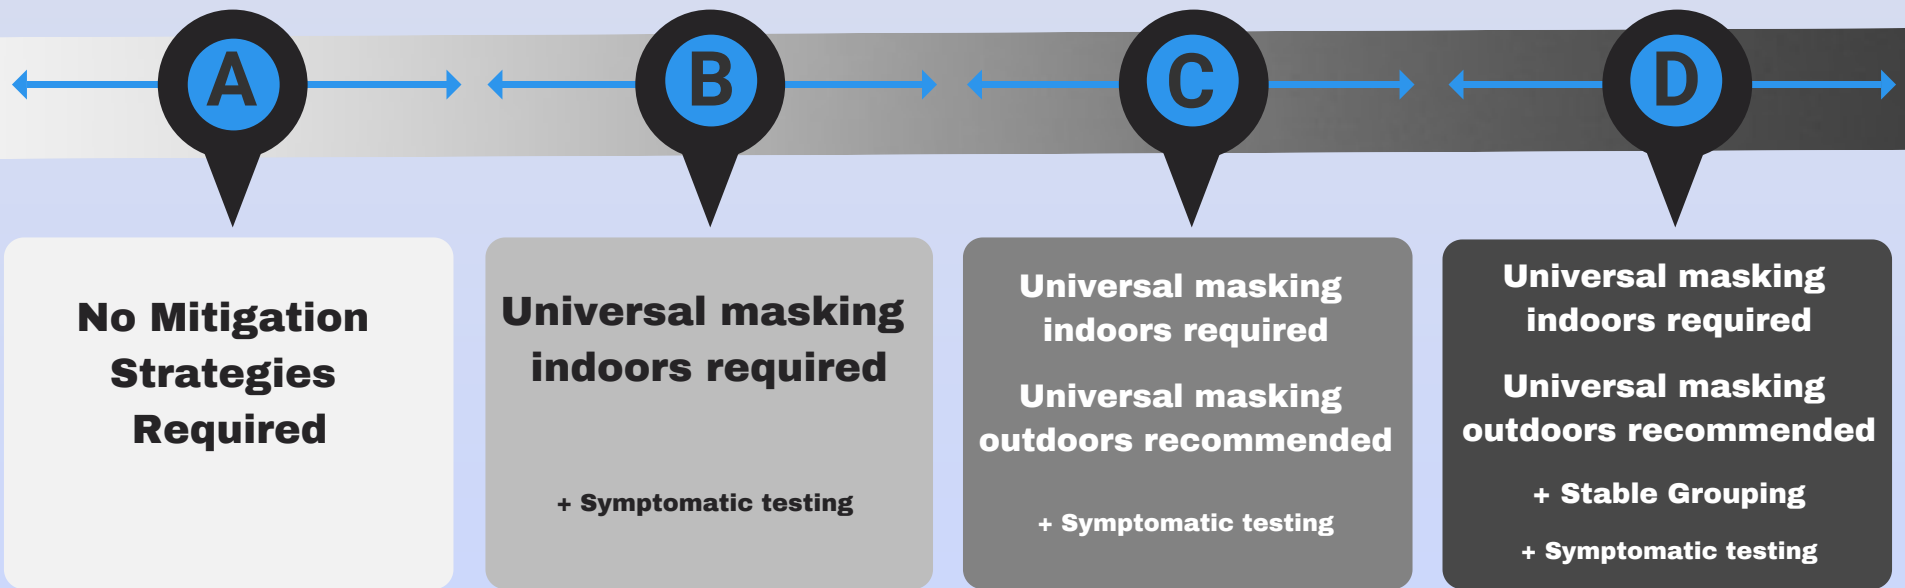 A
B
C
D
No Mitigation
Strategies
Required
Universal masking
indoors required
+ Symptomatic testing
Universal masking
indoors required
Universal masking
outdoors recommended
+ Symptomatic testing
Universal masking
indoors required
Universal masking
outdoors recommended
+ Stable Grouping
+ Symptomatic testing